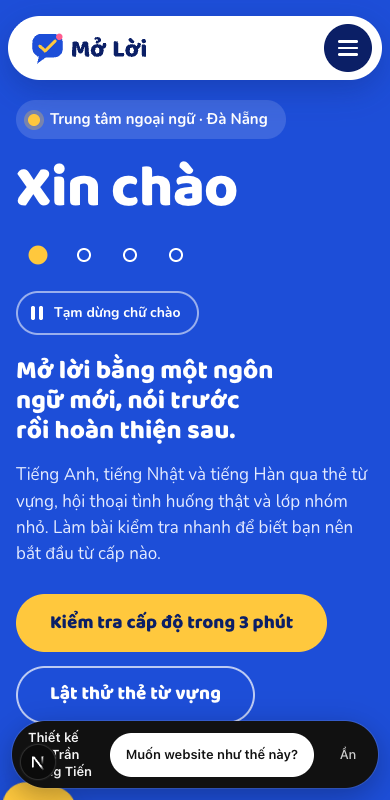 Mở Lời
Trung tâm ngoại ngữ · Đà Nẵng
Xin chào
Tạm dừng chữ chào
Mở lời bằng một ngôn
ngữ mới, nói trước
rồi hoàn thiện sau.
Tiếng Anh, tiếng Nhật và tiếng Hàn qua thẻ từ
vựng, hội thoại tình huống thật và lớp nhóm
nhỏ. Làm bài kiểm tra nhanh để biết bạn nên
bắt đầu từ cấp nào.
Kiểm tra cấp độ trong 3 phút
Lật thử thẻ từ vựng
Thiết kế
Trần
Tiến
N
Muốn website như thế này?
Ẩn